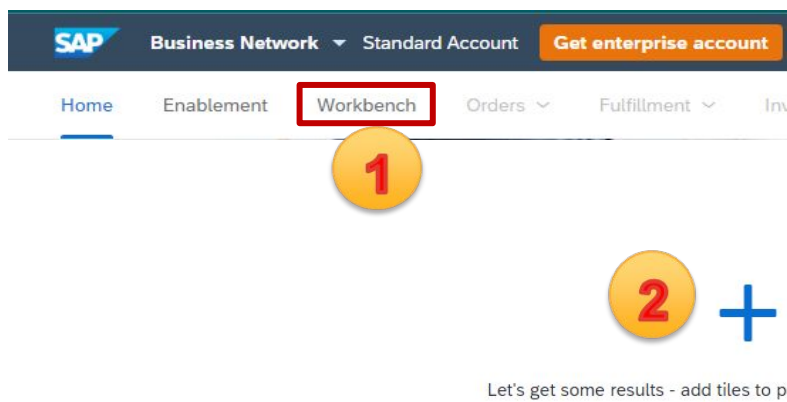 SAP Business Network Standard Account Get enterprise account
Home Enablement Workbench Orders Fulfillment
1
2
Let's get some results - add tiles to